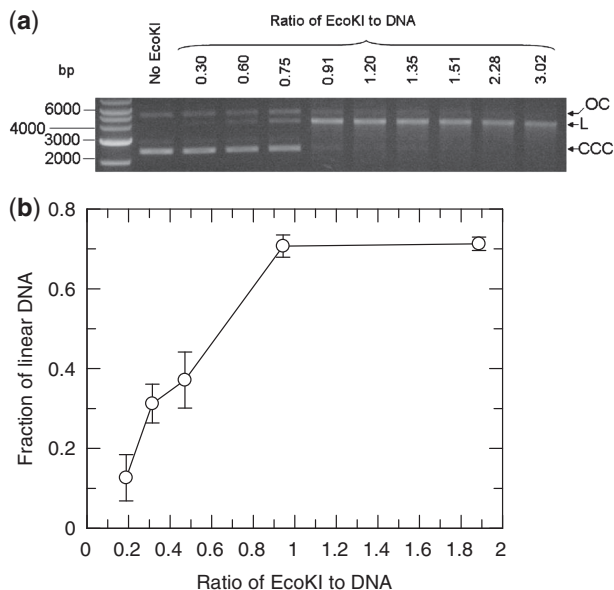 (a)
Ratio of EcoKI to DNA
bp
No EcoKI
0.30
0.60
0.75
0.91
1.20
1.35
1.51
2.28
3.02
6000
4000
3000
2000
OC
L
CCC
(b)
0.8
0.6
0.4
0.2
0
Fraction of linear DNA
0 0.2 0.4 0.6 0.8 1 1.2 1.4 1.6 1.8 2
Ratio of EcoKI to DNA